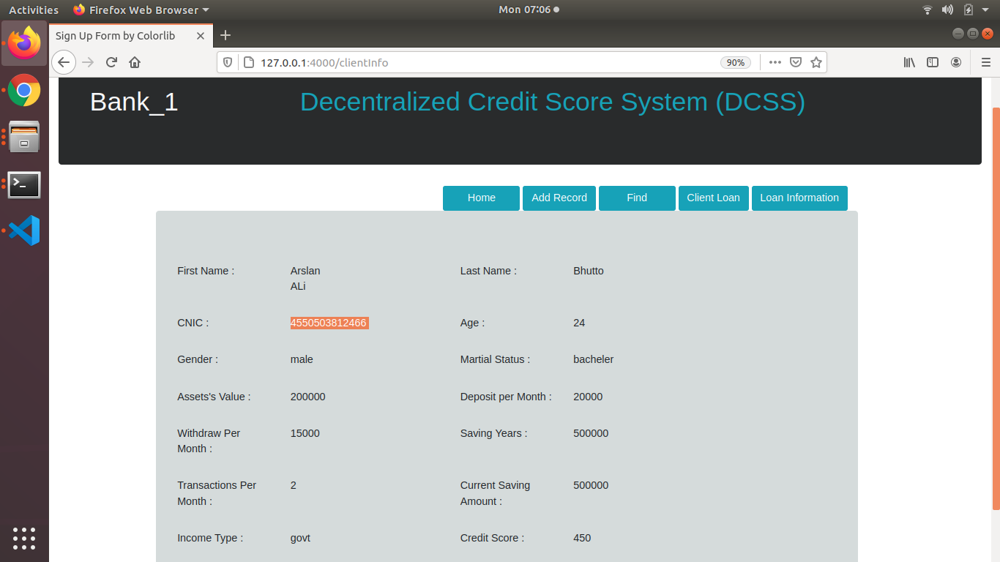 Activities Firefox Web Browser Mon 07:06
Sign Up Form by Colorlib
127.0.0.1:4000/clientInfo 90%
Bank_1 Decentralized Credit Score System (DCSS)
Home Add Record Find Client Loan Loan Information
First Name : Arslan Last Name : Bhutto
ALi
CNIC : 4550503812466 Age : 24
Gender : male Martial Status : bacheler
Assets's Value : 200000 Deposit per Month : 20000
Withdraw Per 15000 Saving Years : 500000
Month :
Transactions Per 2 Current Saving 500000
Month : Amount :
Income Type : govt Credit Score : 450